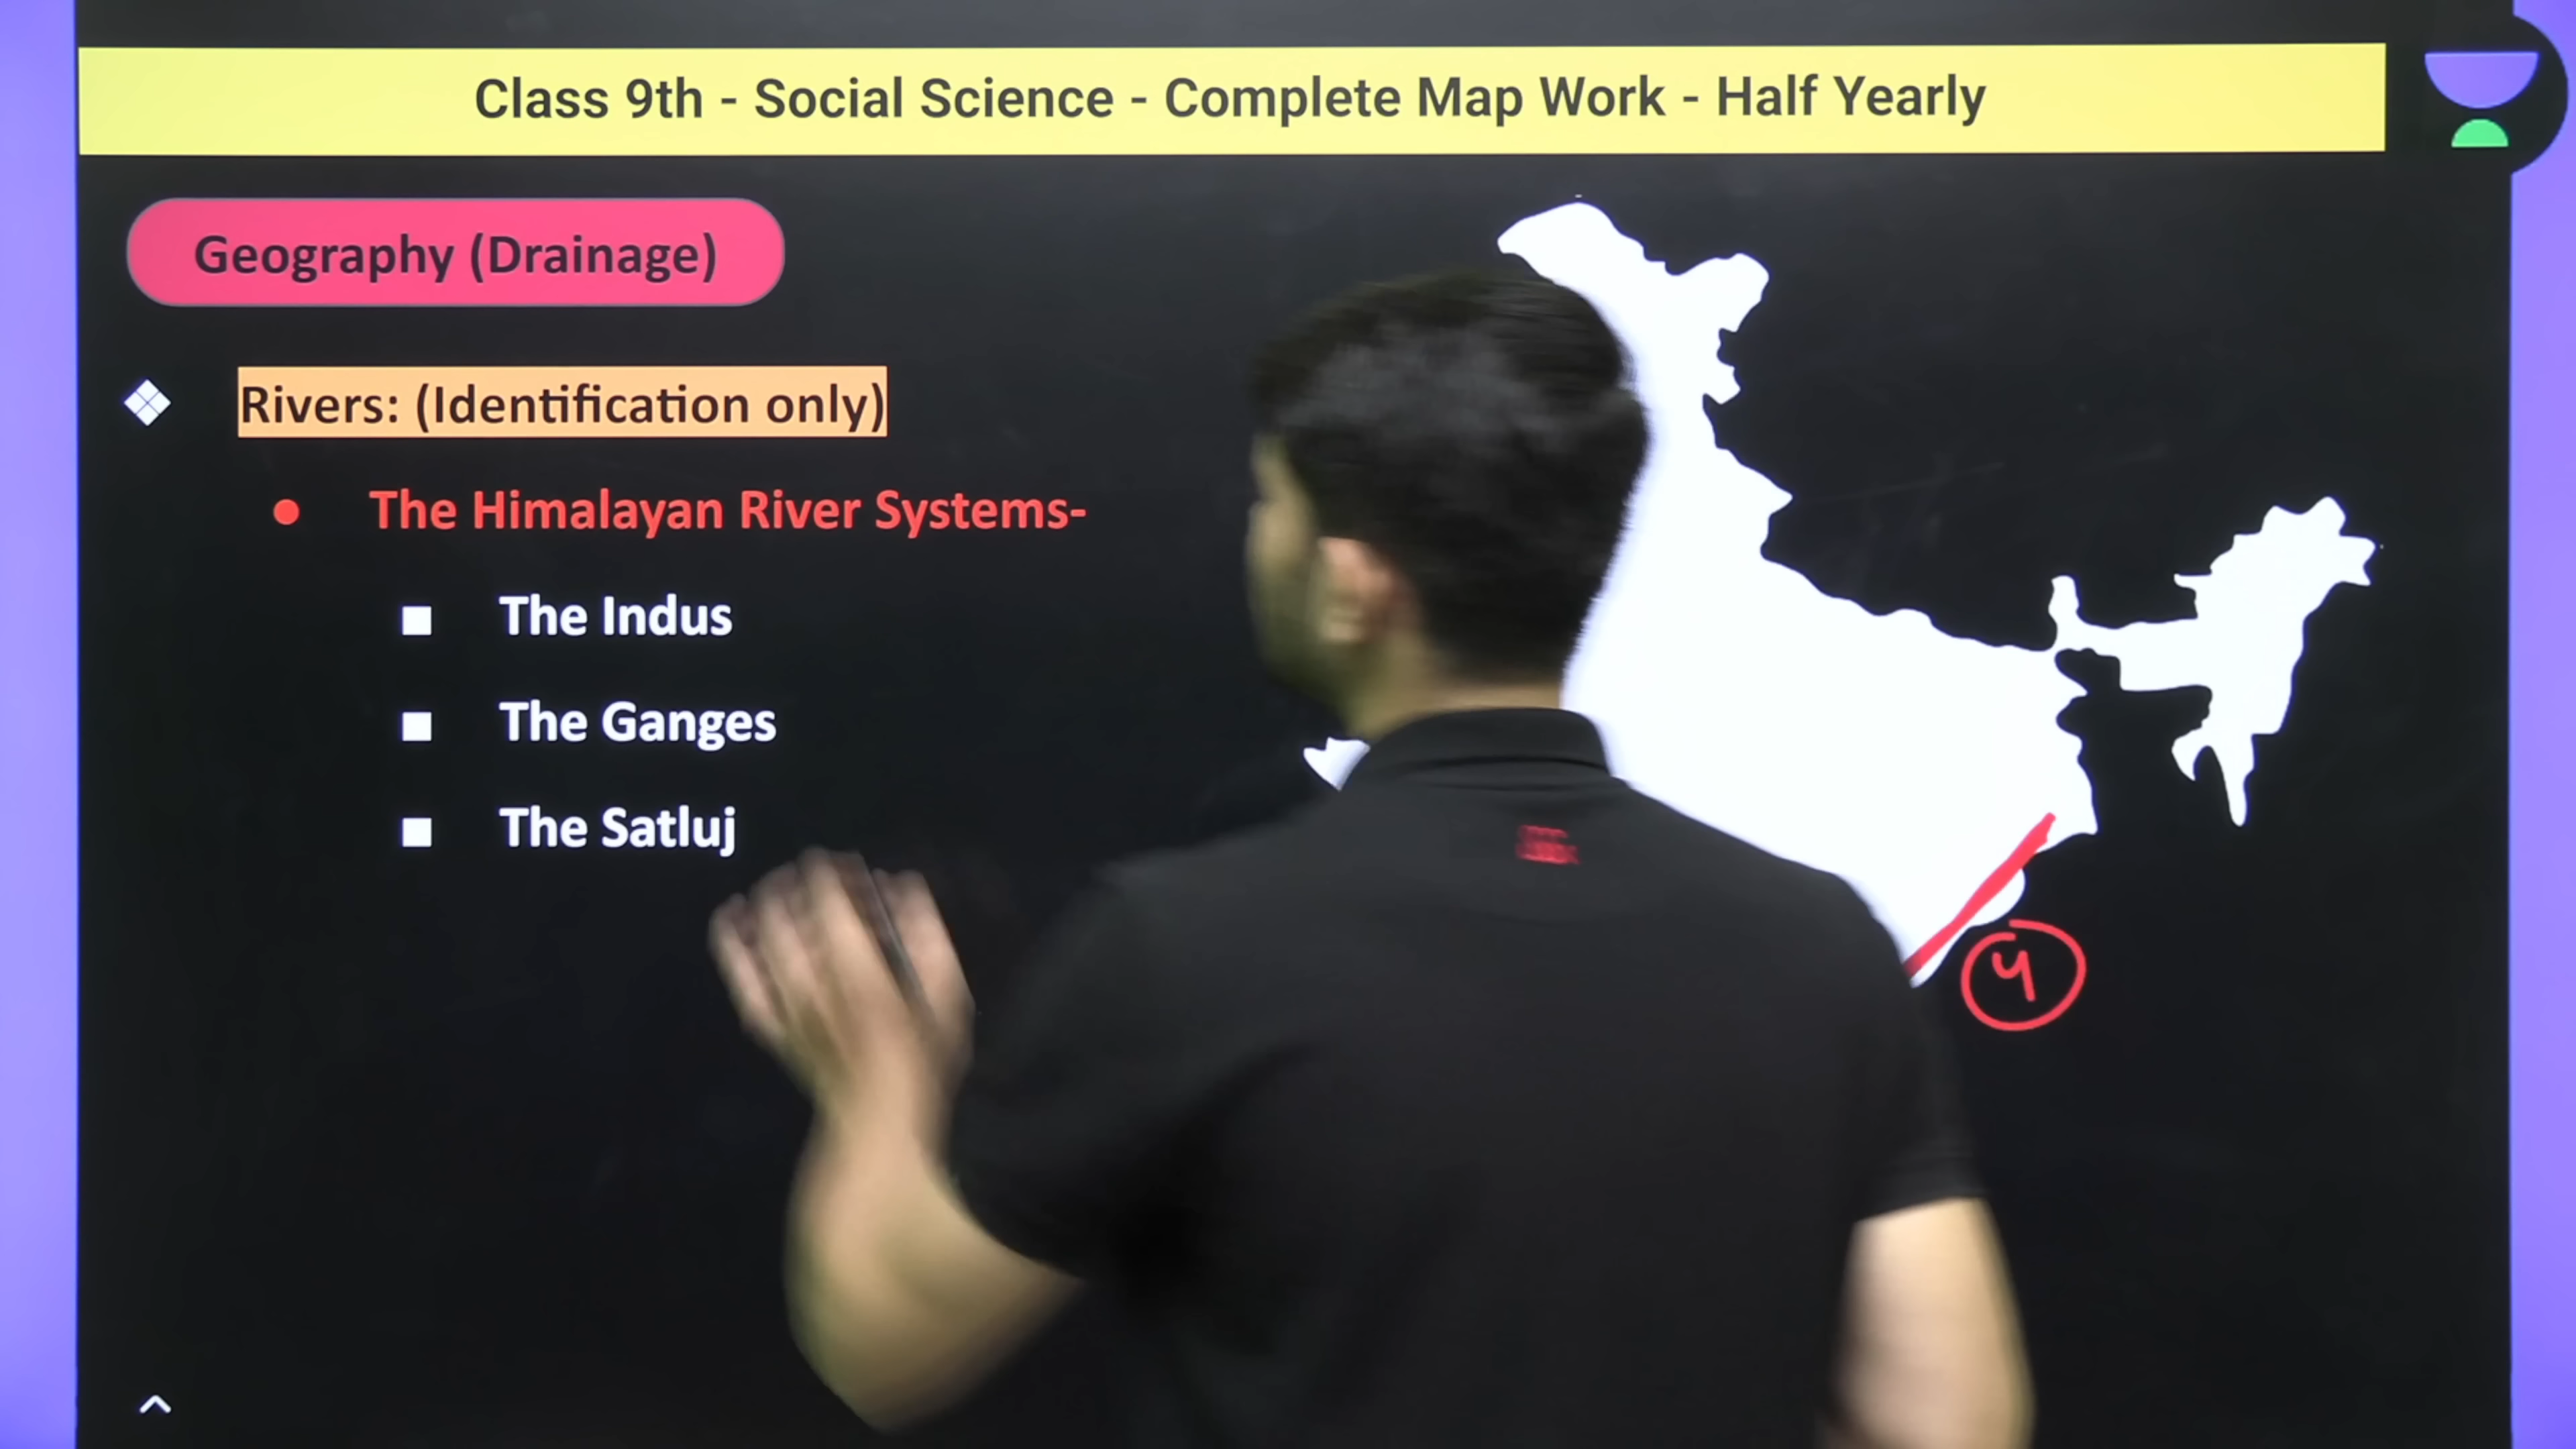 Class 9th - Social Science - Complete Map Work - Half Yearly
Geography (Drainage)
Rivers: (Identification only)
The Himalayan River Systems-
The Indus
The Ganges
The Satluj
4